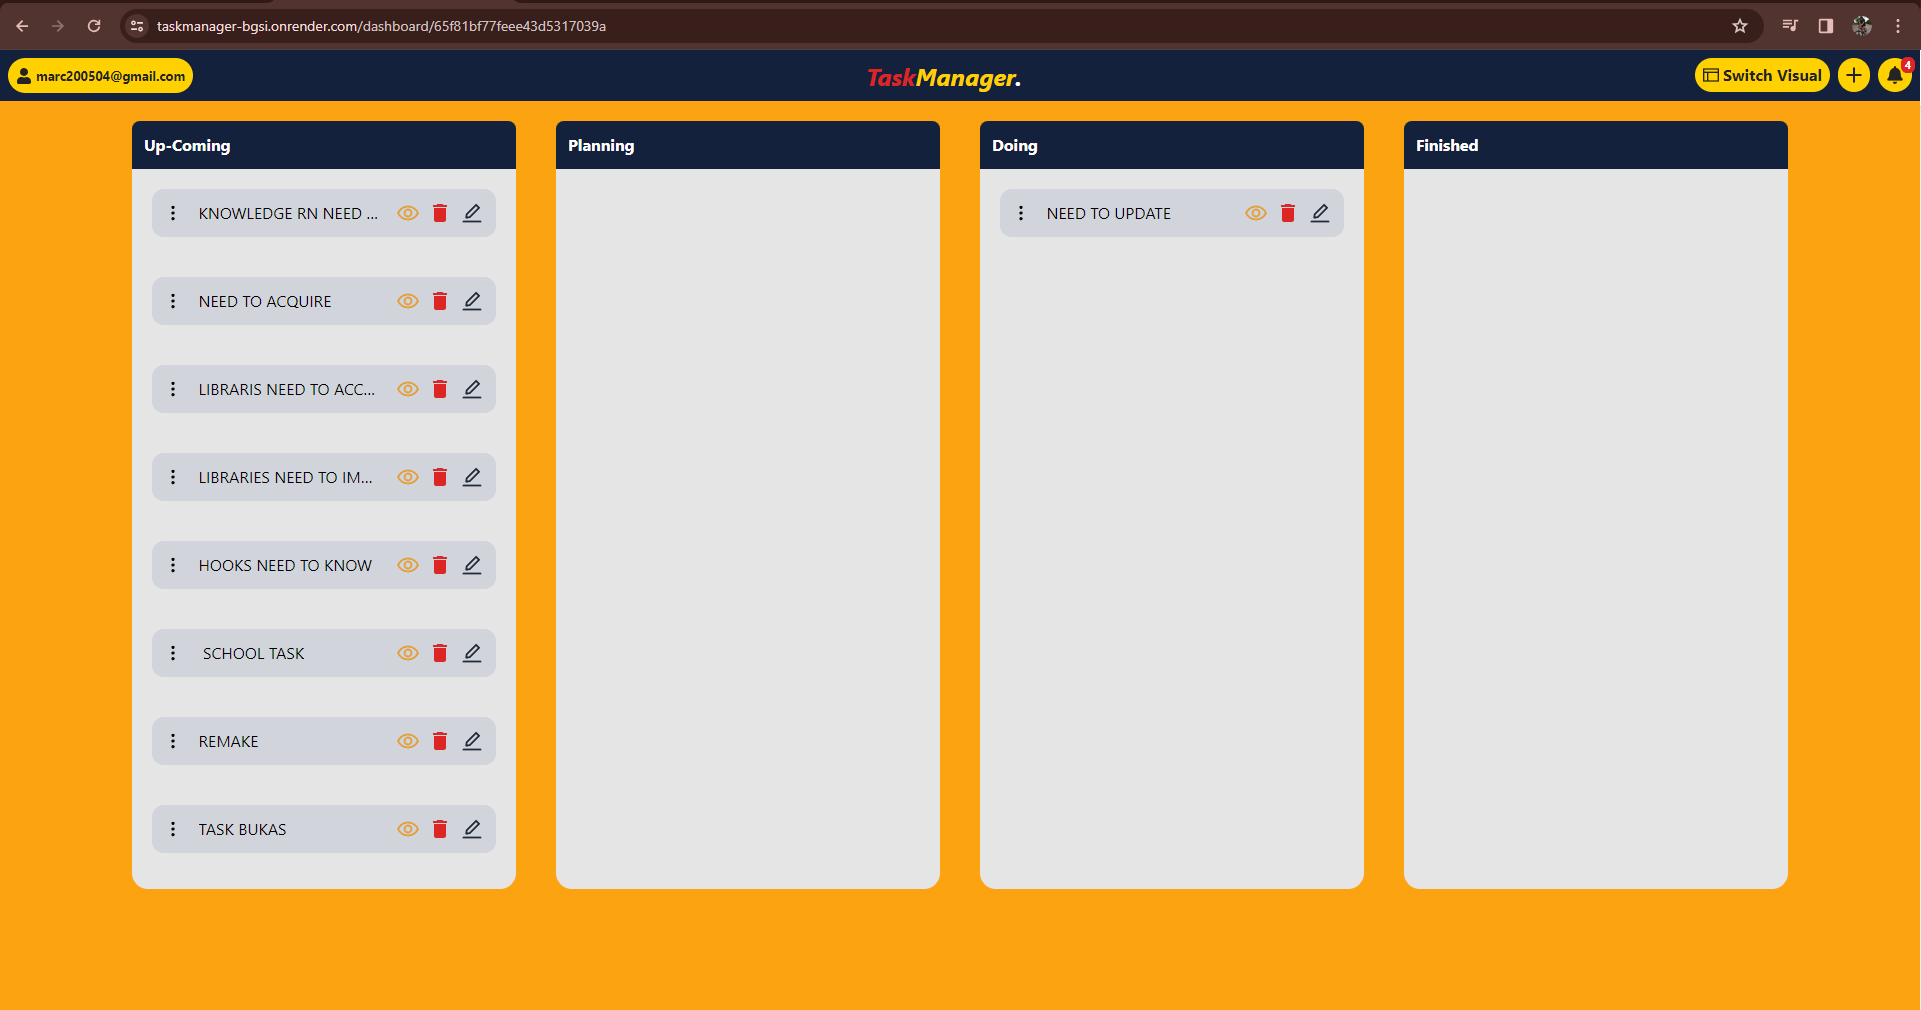 taskmanager-bgsi.onrender.com/dashboard/65f81bf77feee43d5317039a
marc200504@gmail.com
TaskManager.
Switch Visual
4
Up-Coming
KNOWLEDGE RN NEED ...
NEED TO ACQUIRE
LIBRARIS NEED TO ACC...
LIBRARIES NEED TO IM...
HOOKS NEED TO KNOW
SCHOOL TASK
REMAKE
TASK BUKAS
Planning
Doing
NEED TO UPDATE
Finished